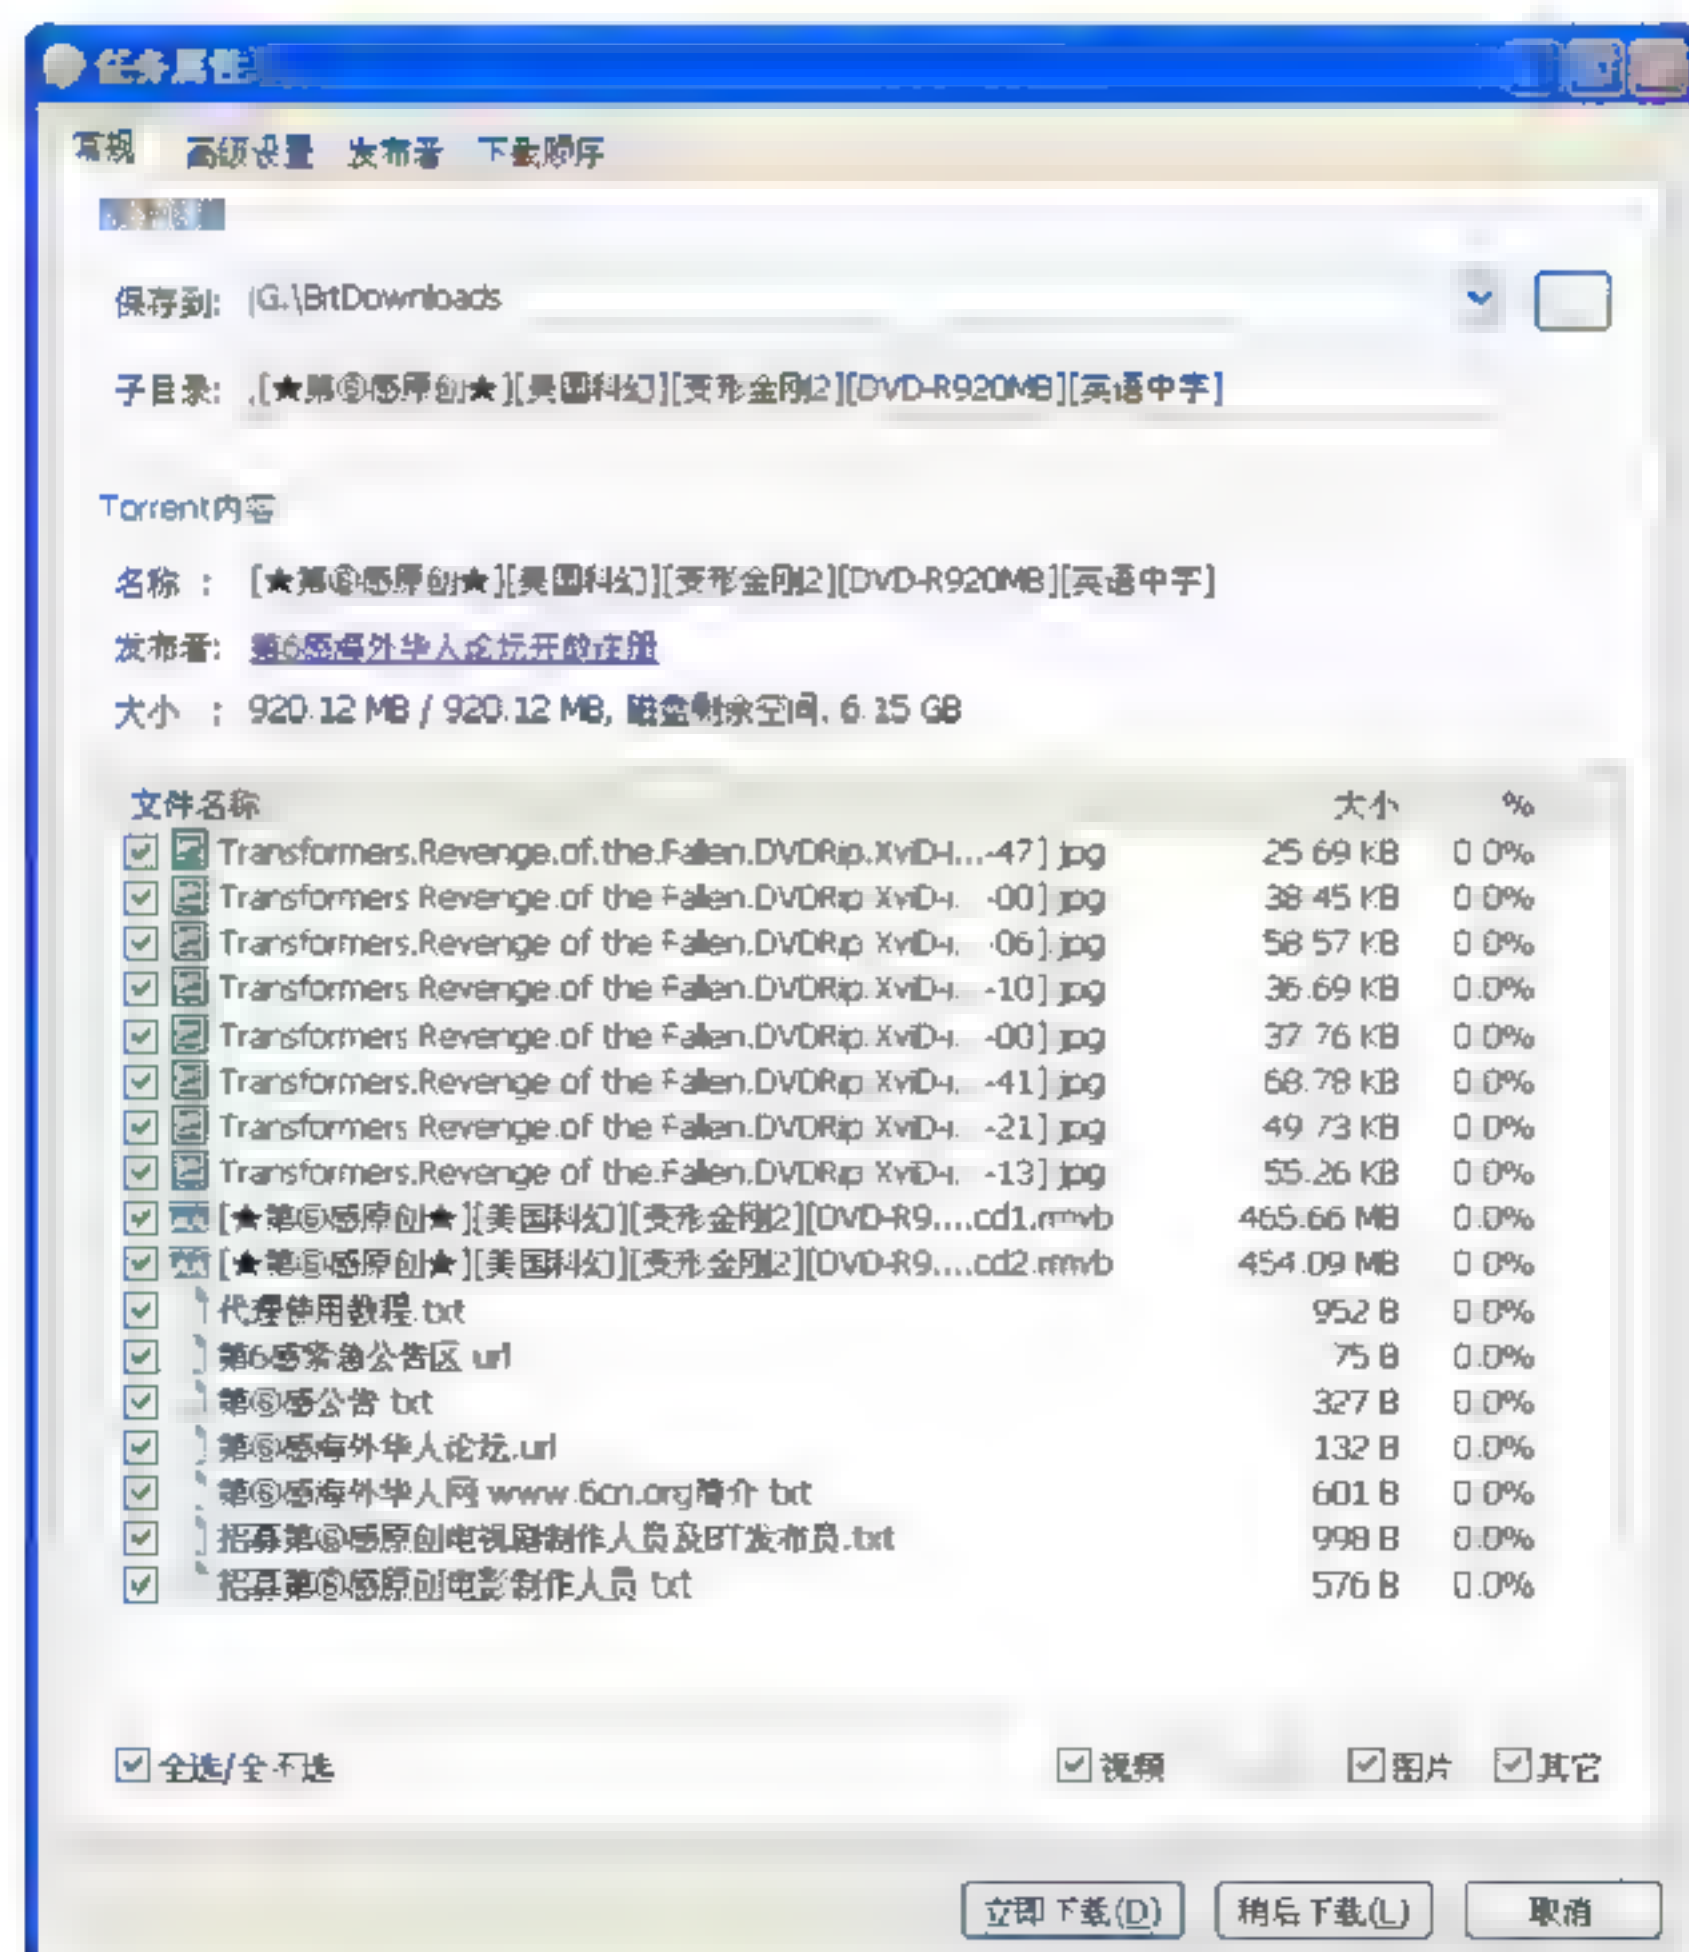 任务属性
常规 高级设置 发布者 下载顺序
保存到: G:\BitDownloads
子目录: [★第⑥感原创★][美国科幻][变形金刚2][DVD-R920MB][英语中字]
Torrent内容
名称 : [★第⑥感原创★][美国科幻][变形金刚2][DVD-R920MB][英语中字]
发布者: 第6感海外华人论坛开放注册
大小 : 920.12 MB / 920.12 MB, 磁盘剩余空间, 6.15 GB
文件名称 大小 %
Transformers.Revenge.of.the.Fallen.DVDRip.XviD-i...-47].jpg 25.69 KB 0.0%
Transformers.Revenge.of.the.Fallen.DVDRip.XviD-i...-00].jpg 38.45 KB 0.0%
Transformers.Revenge.of.the.Fallen.DVDRip.XviD-i...-06].jpg 58.57 KB 0.0%
Transformers.Revenge.of.the.Fallen.DVDRip.XviD-i...-10].jpg 36.69 KB 0.0%
Transformers.Revenge.of.the.Fallen.DVDRip.XviD-i...-00].jpg 37.76 KB 0.0%
Transformers.Revenge.of.the.Fallen.DVDRip.XviD-i...-41].jpg 68.78 KB 0.0%
Transformers.Revenge.of.the.Fallen.DVDRip.XviD-i...-21].jpg 49.73 KB 0.0%
Transformers.Revenge.of.the.Fallen.DVDRip.XviD-i...-13].jpg 55.26 KB 0.0%
[★第⑥感原创★][美国科幻][变形金刚2][DVD-R9....cd1.rmvb 465.66 MB 0.0%
[★第⑥感原创★][美国科幻][变形金刚2][DVD-R9....cd2.rmvb 454.09 MB 0.0%
代理使用教程.txt 952 B 0.0%
第6感紧急公告区.url 75 B 0.0%
第⑥感公告.txt 327 B 0.0%
第⑥感海外华人论坛.url 132 B 0.0%
第⑥感海外华人网 www.6cn.org简介.txt 601 B 0.0%
招募第⑥感原创电视剧制作人员及BT发布员.txt 998 B 0.0%
招募第⑥感原创电影制作人员.txt 576 B 0.0%
全选/全不选 视频 图片 其它
立即下载(D) 稍后下载(L) 取消